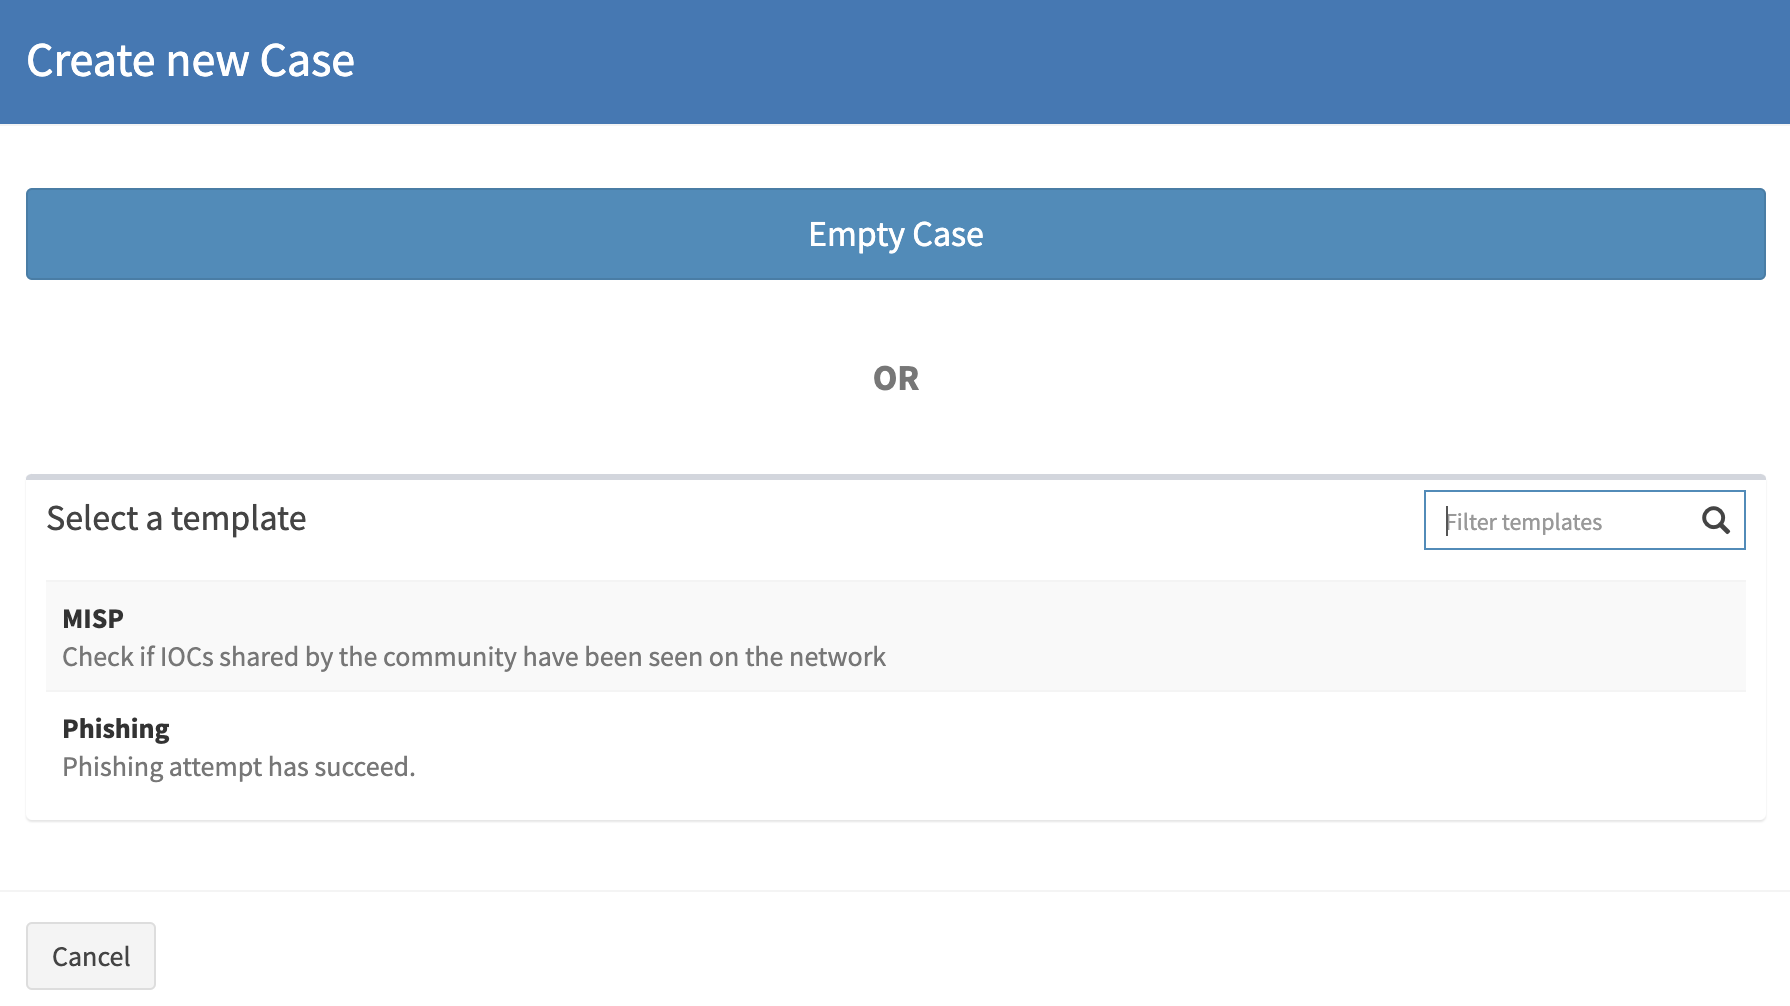 Create new Case
Empty Case
OR
Select a template
Filter templates
MISP
Check if IOCs shared by the community have been seen on the network
Phishing
Phishing attempt has succeed.
Cancel